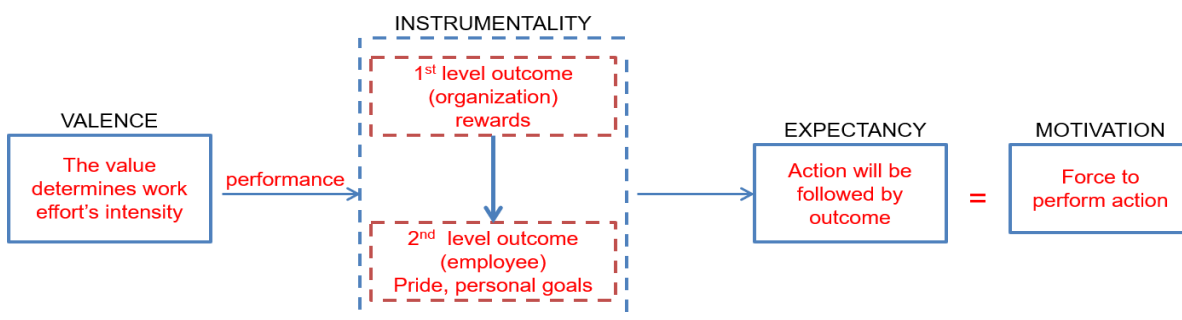 INSTRUMENTALITY
1st level outcome
(organization)
rewards
VALENCE
The value
determines work
effort's intensity
performance
2nd level outcome
(employee)
Pride, personal goals
EXPECTANCY
Action will be
followed by
outcome
=
MOTIVATION
Force to
perform action